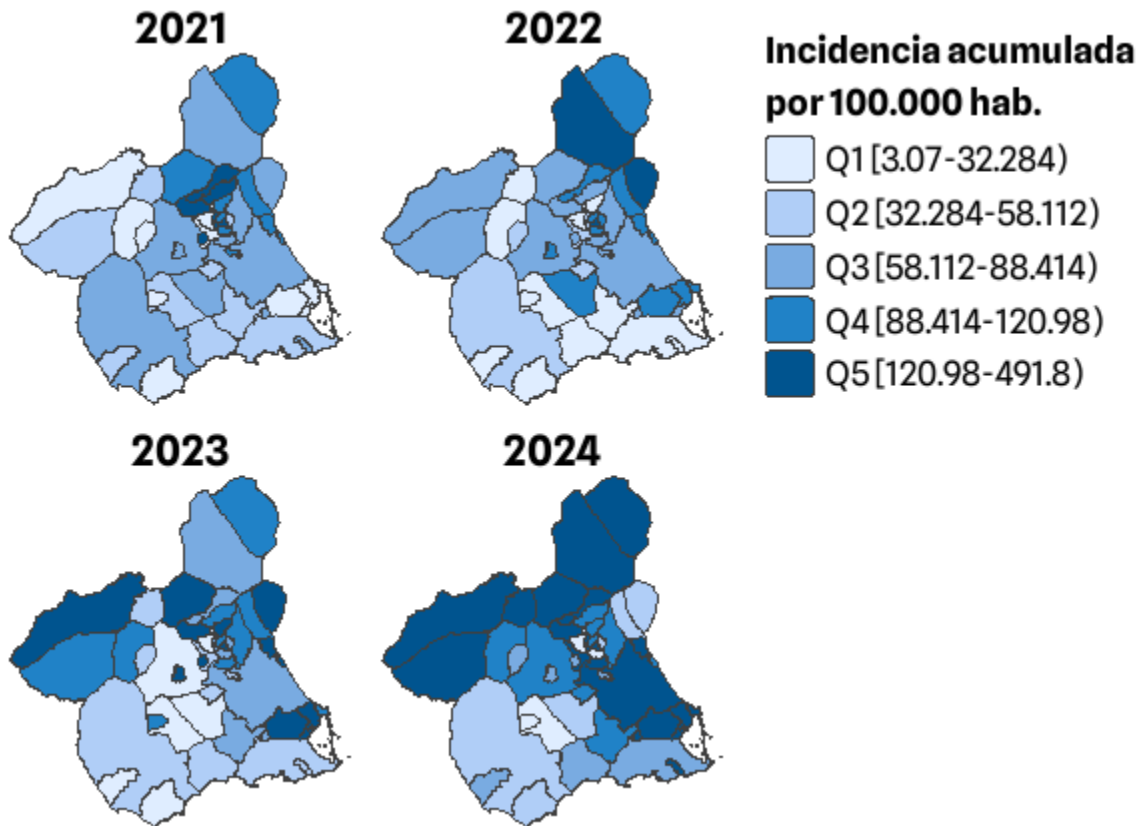 2021
2022
Incidencia acumulada
por 100.000 hab.
Q1 [3.07-32.284)
Q2 [32.284-58.112)
Q3 [58.112-88.414)
Q4 [88.414-120.98)
Q5 [120.98-491.8)
2023
2024